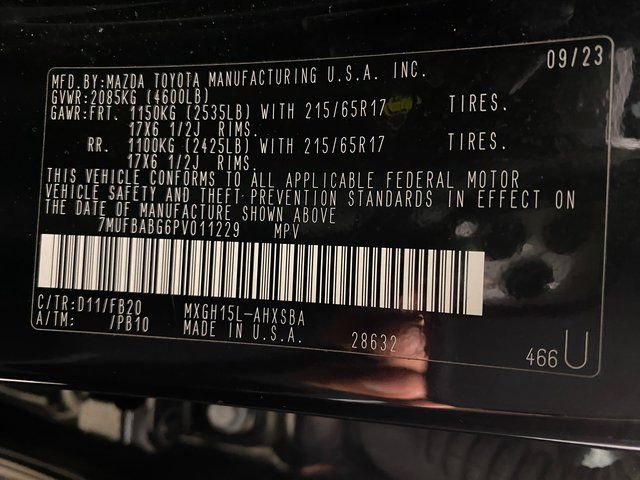 09/23
MFD.BY:MAZDA TOYOTA MANUFACTURING U.S.A. INC.
GVWR:2085KG (4600LB)
GAWR:FRT. 1150KG (2535LB) WITH 215/65R17 TIRES.
17X6 1/2J RIMS.
RR. 1100KG (2425LB) WITH 215/65R17 TIRES.
17X6 1/2J RIMS.
THIS VEHICLE CONFORMS TO ALL APPLICABLE FEDERAL MOTOR
VEHICLE SAFETY AND THEFT PREVENTION STANDARDS IN EFFECT ON
THE DATE OF MANUFACTURE SHOWN ABOVE
7MUFBABG6PV011229 MPV
C/TR:D11/FB20 MXGH15L-AHXSBA
A/TM: /PB10 MADE IN U.S.A. 28632
466 U